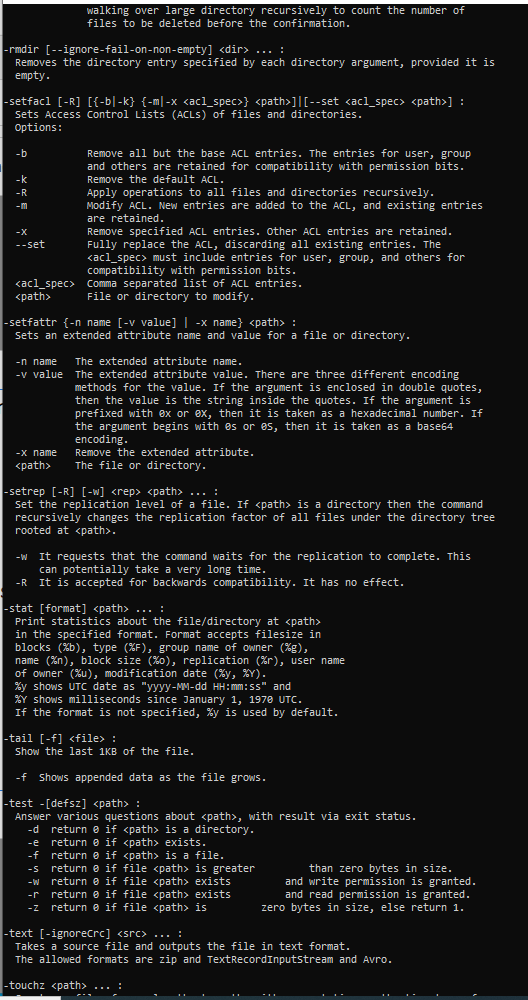 walking over large directory recursively to count the number of
files to be deleted before the confirmation.
-rmdir [--ignore-fail-on-non-empty] <dir> ... :
Removes the directory entry specified by each directory argument, provided it is
empty.
-setfacl [-R] [{-b|-k} {-m|-x <acl_spec>} <path>]|[--set <acl_spec> <path>] :
Sets Access Control Lists (ACLs) of files and directories.
Options:
-b Remove all but the base ACL entries. The entries for user, group
and others are retained for compatibility with permission bits.
-k Remove the default ACL.
-R Apply operations to all files and directories recursively.
-m Modify ACL. New entries are added to the ACL, and existing entries
are retained.
-x Remove specified ACL entries. Other ACL entries are retained.
--set Fully replace the ACL, discarding all existing entries. The
<acl_spec> must include entries for user, group, and others for
compatibility with permission bits.
<acl_spec> Comma separated list of ACL entries.
<path> File or directory to modify.
-setfattr {-n name [-v value] | -x name} <path> :
Sets an extended attribute name and value for a file or directory.
-n name The extended attribute name.
-v value The extended attribute value. There are three different encoding
methods for the value. If the argument is enclosed in double quotes,
then the value is the string inside the quotes. If the argument is
prefixed with 0x or 0X, then it is taken as a hexadecimal number. If
the argument begins with 0s or 0S, then it is taken as a base64
encoding.
-x name Remove the extended attribute.
<path> The file or directory.
-setrep [-R] [-w] <rep> <path> ... :
Set the replication level of a file. If <path> is a directory then the command
recursively changes the replication factor of all files under the directory tree
rooted at <path>.
-w It requests that the command waits for the replication to complete. This
can potentially take a very long time.
-R It is accepted for backwards compatibility. It has no effect.
-stat [format] <path> ... :
Print statistics about the file/directory at <path>
in the specified format. Format accepts filesize in
blocks (%b), type (%F), group name of owner (%g),
name (%n), block size (%o), replication (%r), user name
of owner (%u), modification date (%y, %Y).
%y shows UTC date as "yyyy-MM-dd HH:mm:ss" and
%Y shows milliseconds since January 1, 1970 UTC.
If the format is not specified, %y is used by default.
-tail [-f] <file> :
Show the last 1KB of the file.
-f Shows appended data as the file grows.
-test -[defsz] <path> :
Answer various questions about <path>, with result via exit status.
-d return 0 if <path> is a directory.
-e return 0 if <path> exists.
-f return 0 if <path> is a file.
-s return 0 if file <path> is greater than zero bytes in size.
-w return 0 if file <path> exists and write permission is granted.
-r return 0 if file <path> exists and read permission is granted.
-z return 0 if file <path> is zero bytes in size, else return 1.
-text [-ignoreCrc] <src> ... :
Takes a source file and outputs the file in text format.
The allowed formats are zip and TextRecordInputStream and Avro.
-touchz <path> ... :